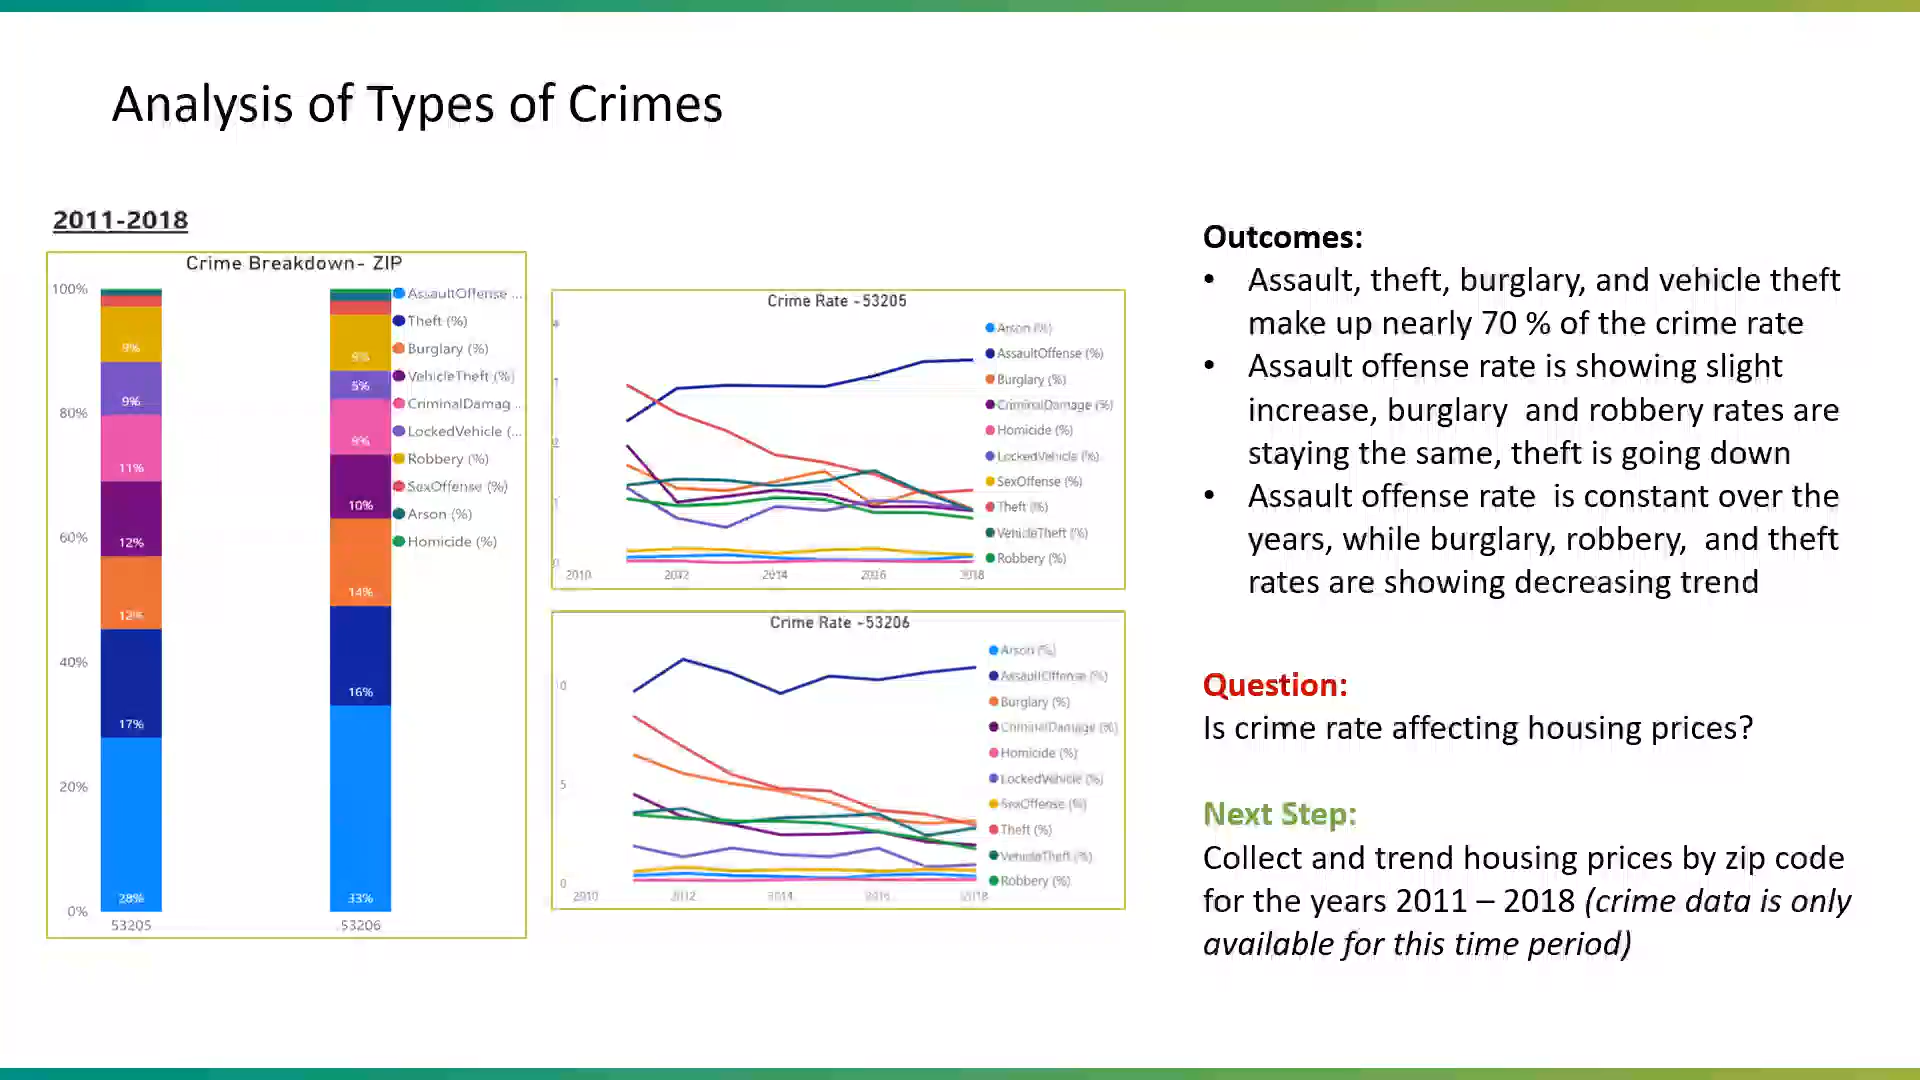 Analysis of Types of Crimes
2011-2018
Crime Breakdown- ZIP
100%
80%
60%
40%
20%
0%
9%
9%
11%
12%
12%
17%
28%
53205
9%
5%
9%
10%
14%
16%
33%
53206
AssaultOffense ...
Theft (%)
Burglary (%)
VehicleTheft (%)
CriminalDamag ...
LockedVehicle (...
Robbery (%)
SexOffense (%)
Arson (%)
Homicide (%)
Crime Rate -53205
2010 2012 2014 2016 2018
Arson (%)
AssaultOffense (%)
Burglary (%)
CriminalDamage (%)
Homicide (%)
LockedVehicle (%)
SexOffense (%)
Theft (%)
VehicleTheft (%)
Robbery (%)
Crime Rate -53206
5
0
2010 2012 2014 2016 2018
Arson (%)
AssaultOffense (%)
Burglary (%)
CriminalDamage (%)
Homicide (%)
LockedVehicle (%)
SexOffense (%)
Theft (%)
VehicleTheft (%)
Robbery (%)
Outcomes:
• Assault, theft, burglary, and vehicle theft
make up nearly 70 % of the crime rate
• Assault offense rate is showing slight
increase, burglary and robbery rates are
staying the same, theft is going down
• Assault offense rate is constant over the
years, while burglary, robbery, and theft
rates are showing decreasing trend
Question:
Is crime rate affecting housing prices?
Next Step:
Collect and trend housing prices by zip code
for the years 2011 – 2018 (crime data is only
available for this time period)